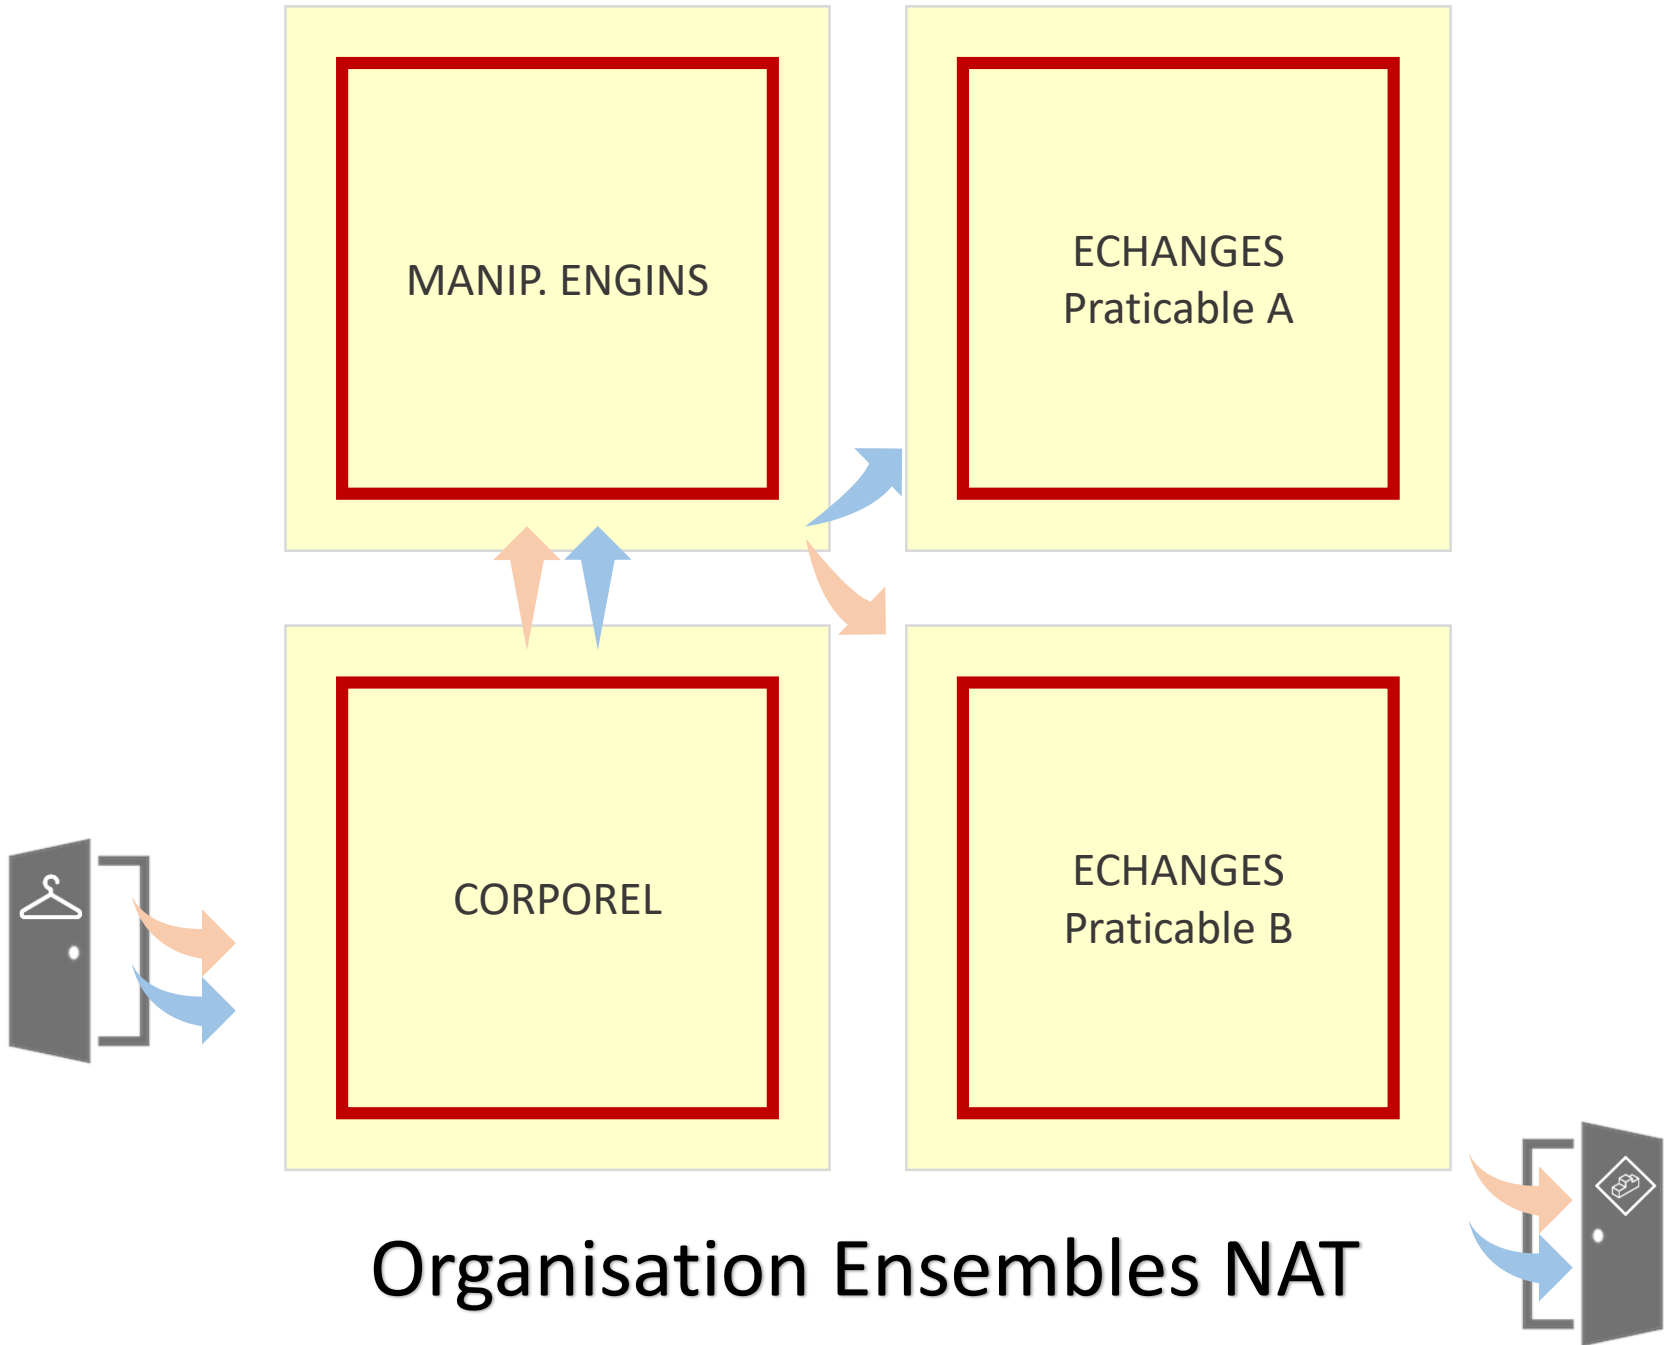 MANIP. ENGINS
ECHANGES
Praticable A
CORPOREL
ECHANGES
Praticable B
Organisation Ensembles NAT